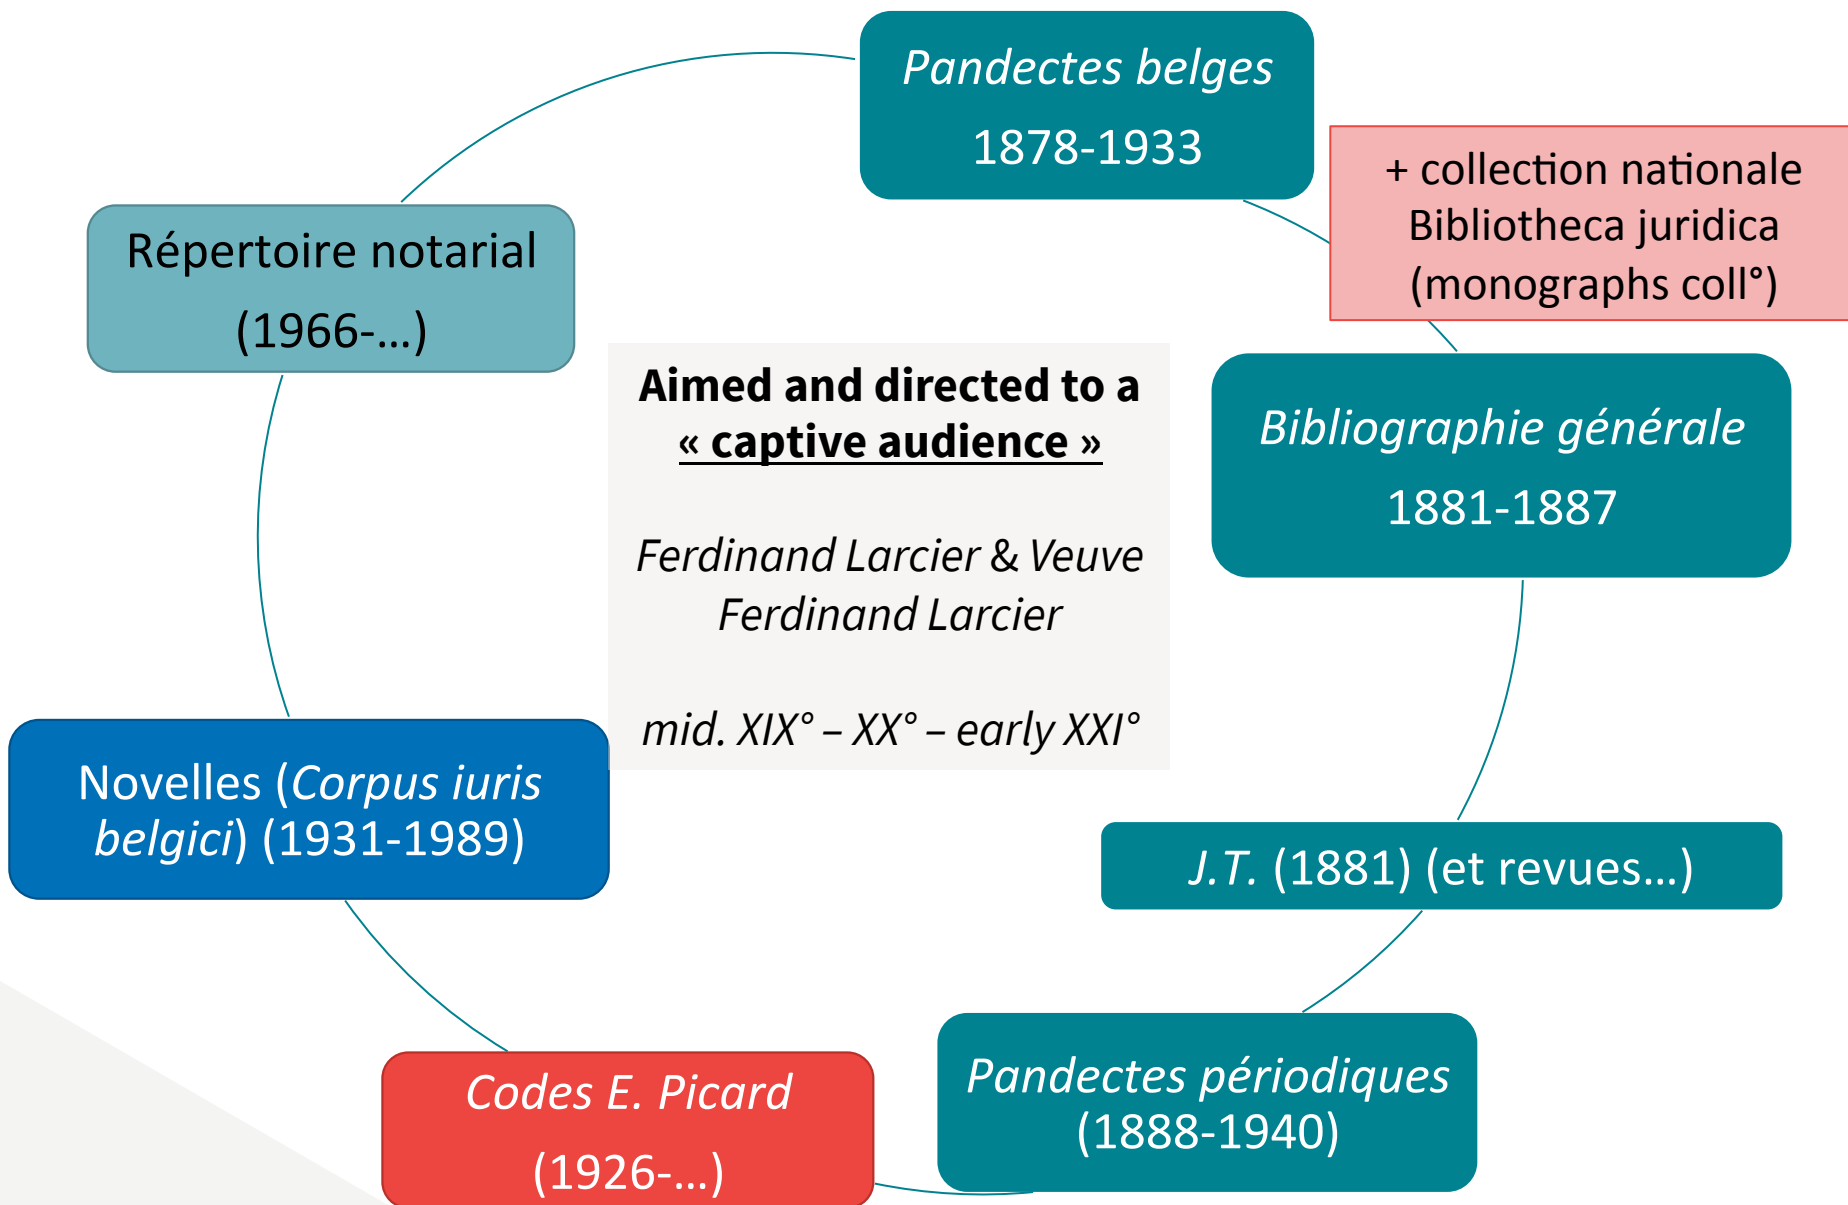 Pandectes belges
1878-1933
+ collection nationale
Bibliotheca juridica
(monographs coll°)
Bibliographie générale
1881-1887
J.T. (1881) (et revues…)
Pandectes périodiques
(1888-1940)
Codes E. Picard
(1926-…)
Novelles (Corpus iuris
belgici) (1931-1989)
Répertoire notarial
(1966-…)
Aimed and directed to a
« captive audience »
Ferdinand Larcier & Veuve
Ferdinand Larcier
mid. XIX° – XX° – early XXI°